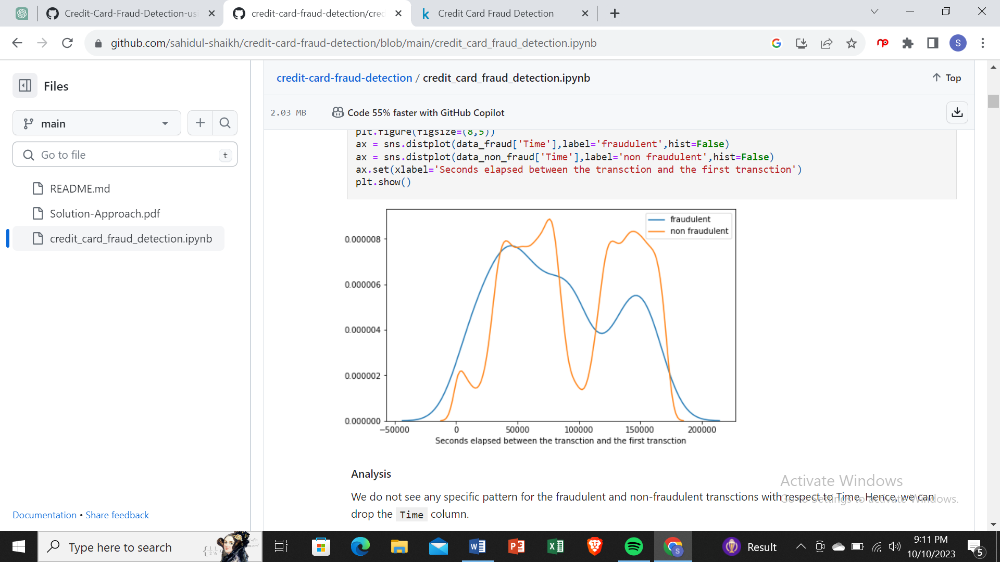 Credit-Card-Fraud-Detection-us
credit-card-fraud-detection/cre
Credit Card Fraud Detection
github.com/sahidul-shaikh/credit-card-fraud-detection/blob/main/credit_card_fraud_detection.ipynb
S
Files
main
Go to file
t
README.md
Solution-Approach.pdf
credit_card_fraud_detection.ipynb
Documentation • Share feedback
credit-card-fraud-detection / credit_card_fraud_detection.ipynb
Top
2.03 MB
Code 55% faster with GitHub Copilot
plt.figure(figsize=(8,5))
ax = sns.distplot(data_fraud['Time'],label='fraudulent',hist=False)
ax = sns.distplot(data_non_fraud['Time'],label='non fraudulent',hist=False)
ax.set(xlabel='Seconds elapsed between the transction and the first transction')
plt.show()
fraudulent
non fraudulent
0.000008
0.000006
0.000004
0.000002
0.000000
−50000 0 50000 100000 150000 200000
Seconds elapsed between the transction and the first transction
Analysis
We do not see any specific pattern for the fraudulent and non-fraudulent transctions with respect to Time. Hence, we can
drop the Time column.
Activate Windows
Go to Settings to activate Windows.
Type here to search
Result
9:11 PM
10/10/2023
5